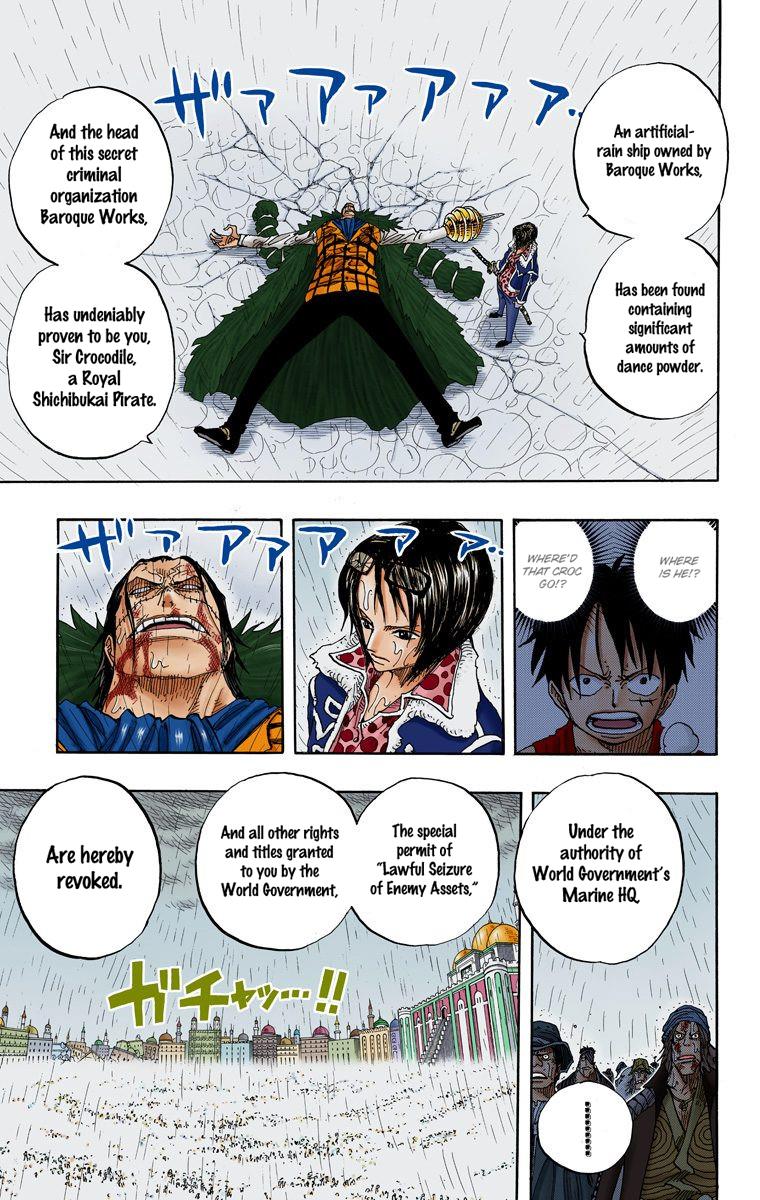 ザァ アァ アァ ァ..
An artificial-
rain ship owned by
Baroque Works,
Has been found
containing
significant
amounts of
dance powder.
And the head
of this secret
criminal
organization
Baroque Works,
Has undeniably
proven to be you,
Sir Crocodile,
a Royal
Shichibukai Pirate.
WHERE
IS HE!?
WHERE'D
THAT CROC
GO!?
ザァ アァァ ァ ァ ァ..
Under the
authority of
World Government's
Marine HQ,
!!!!!!!!!
The special
permit of
"Lawful Seizure
of Enemy Assets,"
And all other rights
and titles granted
to you by the
World Government,
Are hereby
revoked.
ガチャッ…!!